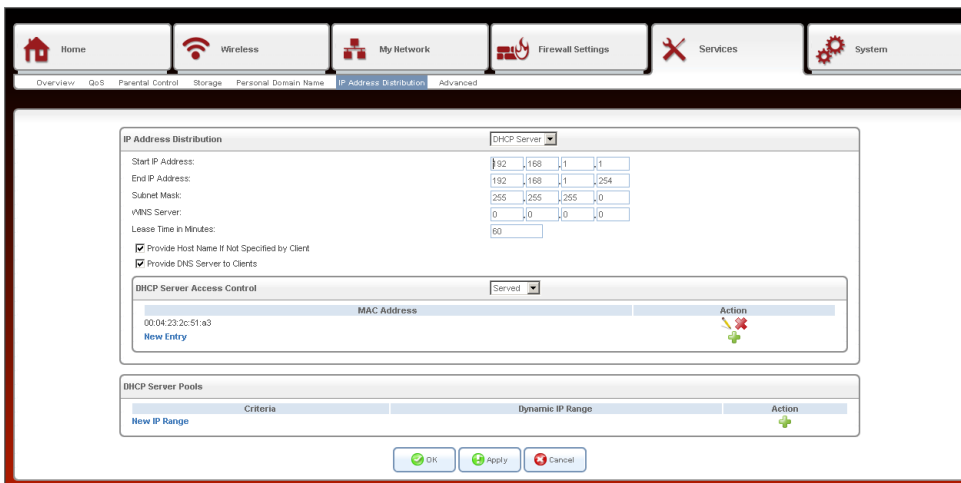 Home Wireless My Network Firewall Settings Services System
Overview QoS Parental Control Storage Personal Domain Name IP Address Distribution Advanced
IP Address Distribution DHCP Server
Start IP Address: 192 .168 .1 .1
End IP Address: 192 .168 .1 .254
Subnet Mask: 255 .255 .255 .0
WINS Server: 0 .0 .0 .0
Lease Time in Minutes: 60
Provide Host Name If Not Specified by Client
Provide DNS Server to Clients
DHCP Server Access Control Served
MAC Address Action
00:04:23:2c:51:a3
New Entry
DHCP Server Pools
Criteria Dynamic IP Range Action
New IP Range
OK Apply Cancel